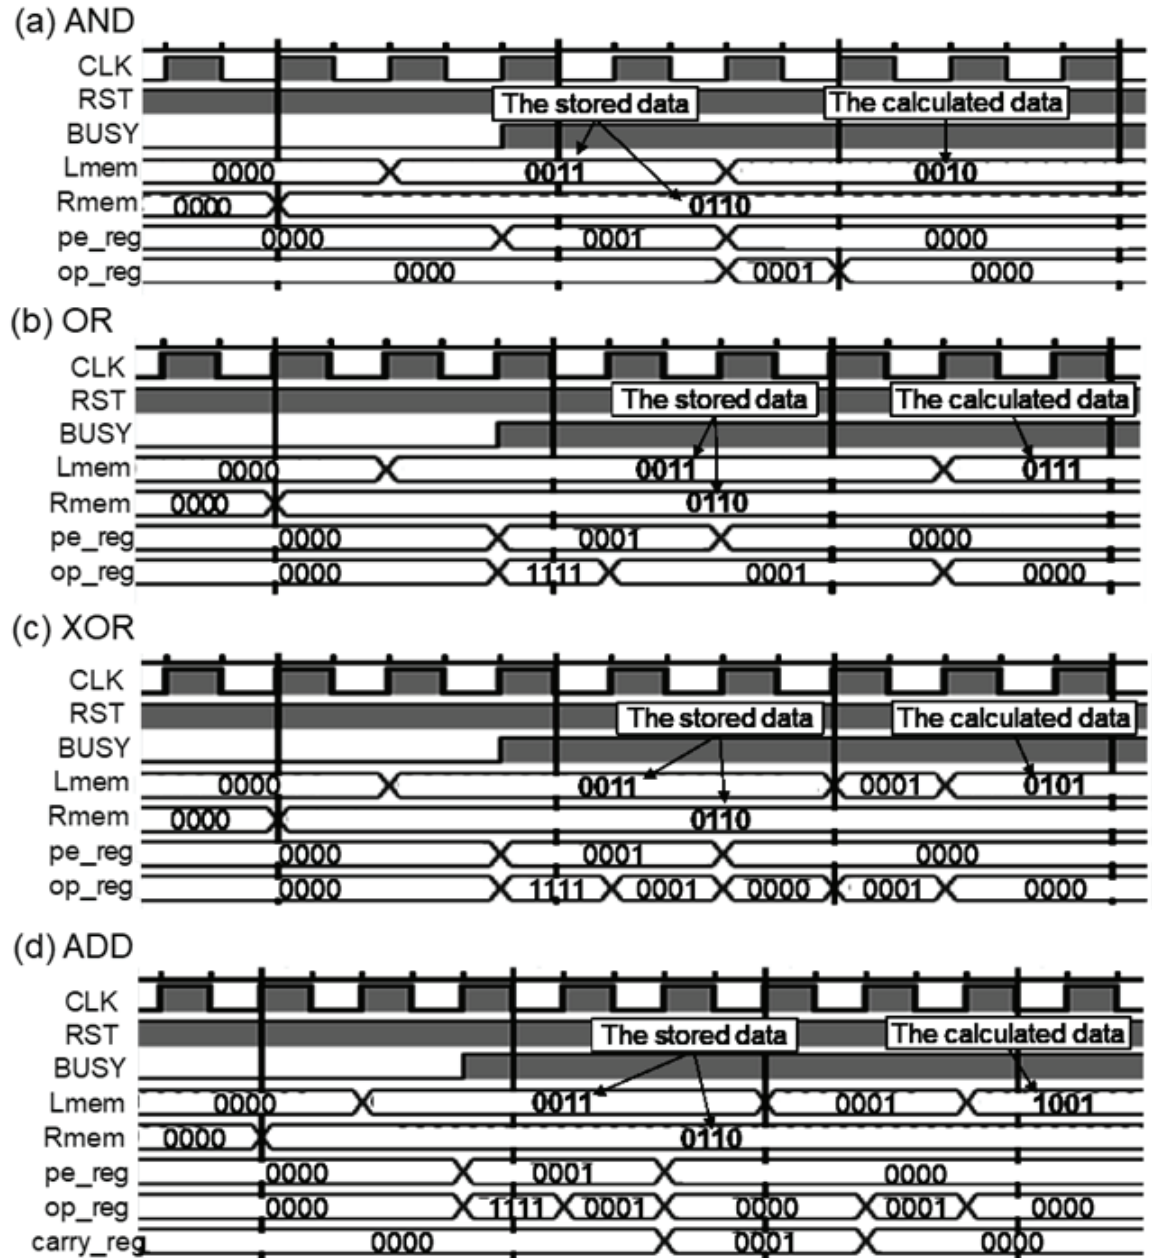 (a) AND
CLK
RST
The stored data The calculated data
BUSY
Lmem 0000 0011 0010
Rmem 0000 0110
pe_reg 0000 0001 0000
op_reg 0000 0001 0000
(b) OR
CLK
RST The stored data The calculated data
BUSY
Lmem 0000 0011 0111
Rmem 0000 0110
pe_reg 0000 0001 0000
op_reg 0000 1111 0001 0000
(c) XOR
CLK
RST The stored data The calculated data
BUSY
Lmem 0000 0011 0001 0101
Rmem 0000 0110
pe_reg 0000 0001 0000
op_reg 0000 1111 0001 0000 0001 0000
(d) ADD
CLK
RST The stored data The calculated data
BUSY
Lmem 0000 0011 0001 1001
Rmem 0000 0110
pe_reg 0000 0001 0000
op_reg 0000 1111 0001 0000 0001 0000
carry_reg 0000 0001 0000